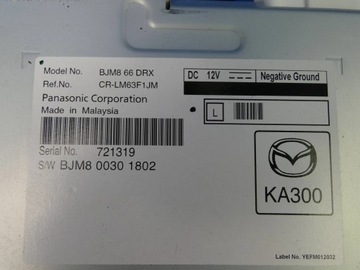 Model No. BJM8 66 DRX
Ref.No. CR-LM63F1JM
Panasonic Corporation
Made in Malaysia
DC 12V Negative Ground
L
Serial No. 721319
S/W BJM8 0030 1802
KA300
Label No. YEFM012032